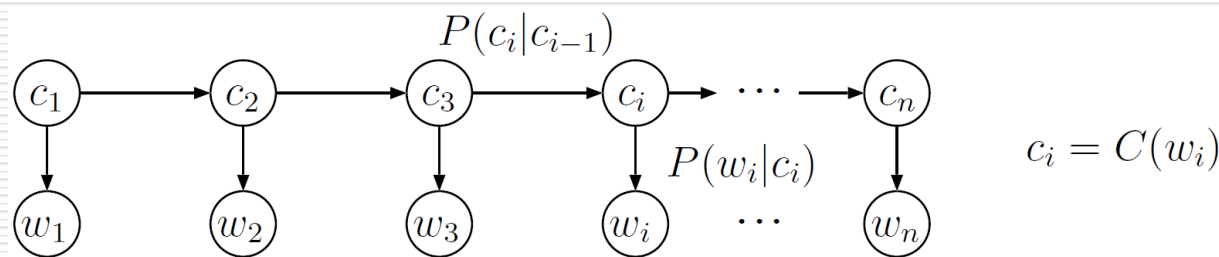 P(c_i|c_{i-1})
c_1 c_2 c_3 c_i ⋯ c_n
c_i = C(w_i)
P(w_i|c_i)
w_1 w_2 w_3 w_i ⋯ w_n